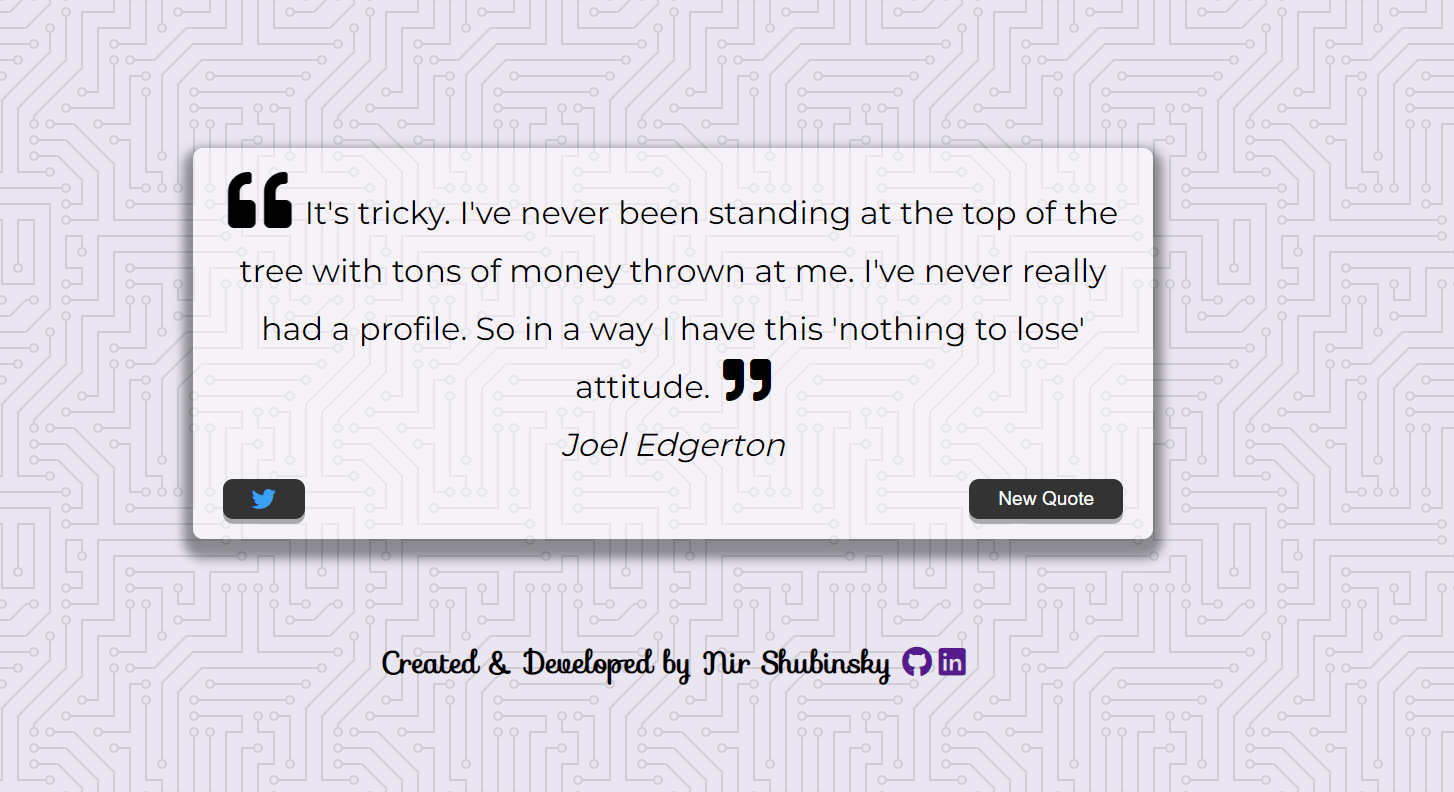 “ It's tricky. I've never been standing at the top of the
tree with tons of money thrown at me. I've never really
had a profile. So in a way I have this 'nothing to lose'
attitude. ”
Joel Edgerton
New Quote
Created & Developed by Nir Shubinsky in